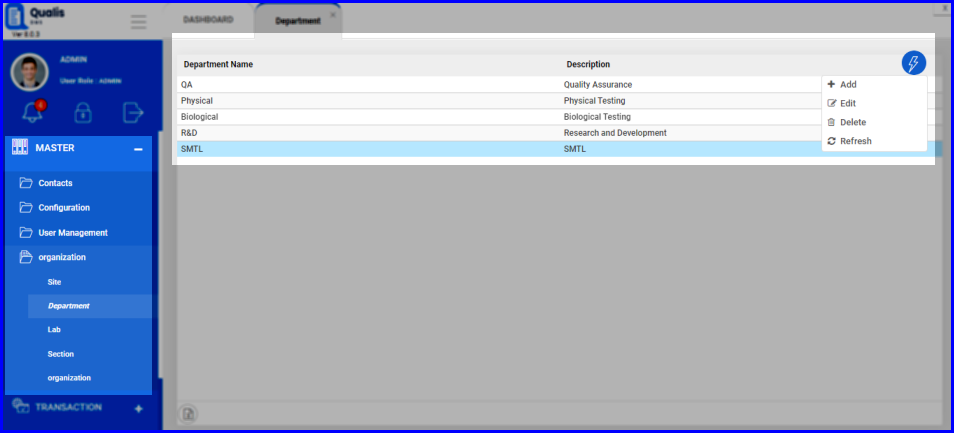 Qualis
x
Ver 8.0.3
DASHBOARD
Department ×
ADMIN
User Role : ADMIN
4
MASTER −
Contacts
Configuration
User Management
organization
Site
Department
Lab
Section
organization
TRANSACTION +
Department Name Description
QA Quality Assurance
Physical Physical Testing
Biological Biological Testing
R&D Research and Development
SMTL SMTL
Add
Edit
Delete
Refresh